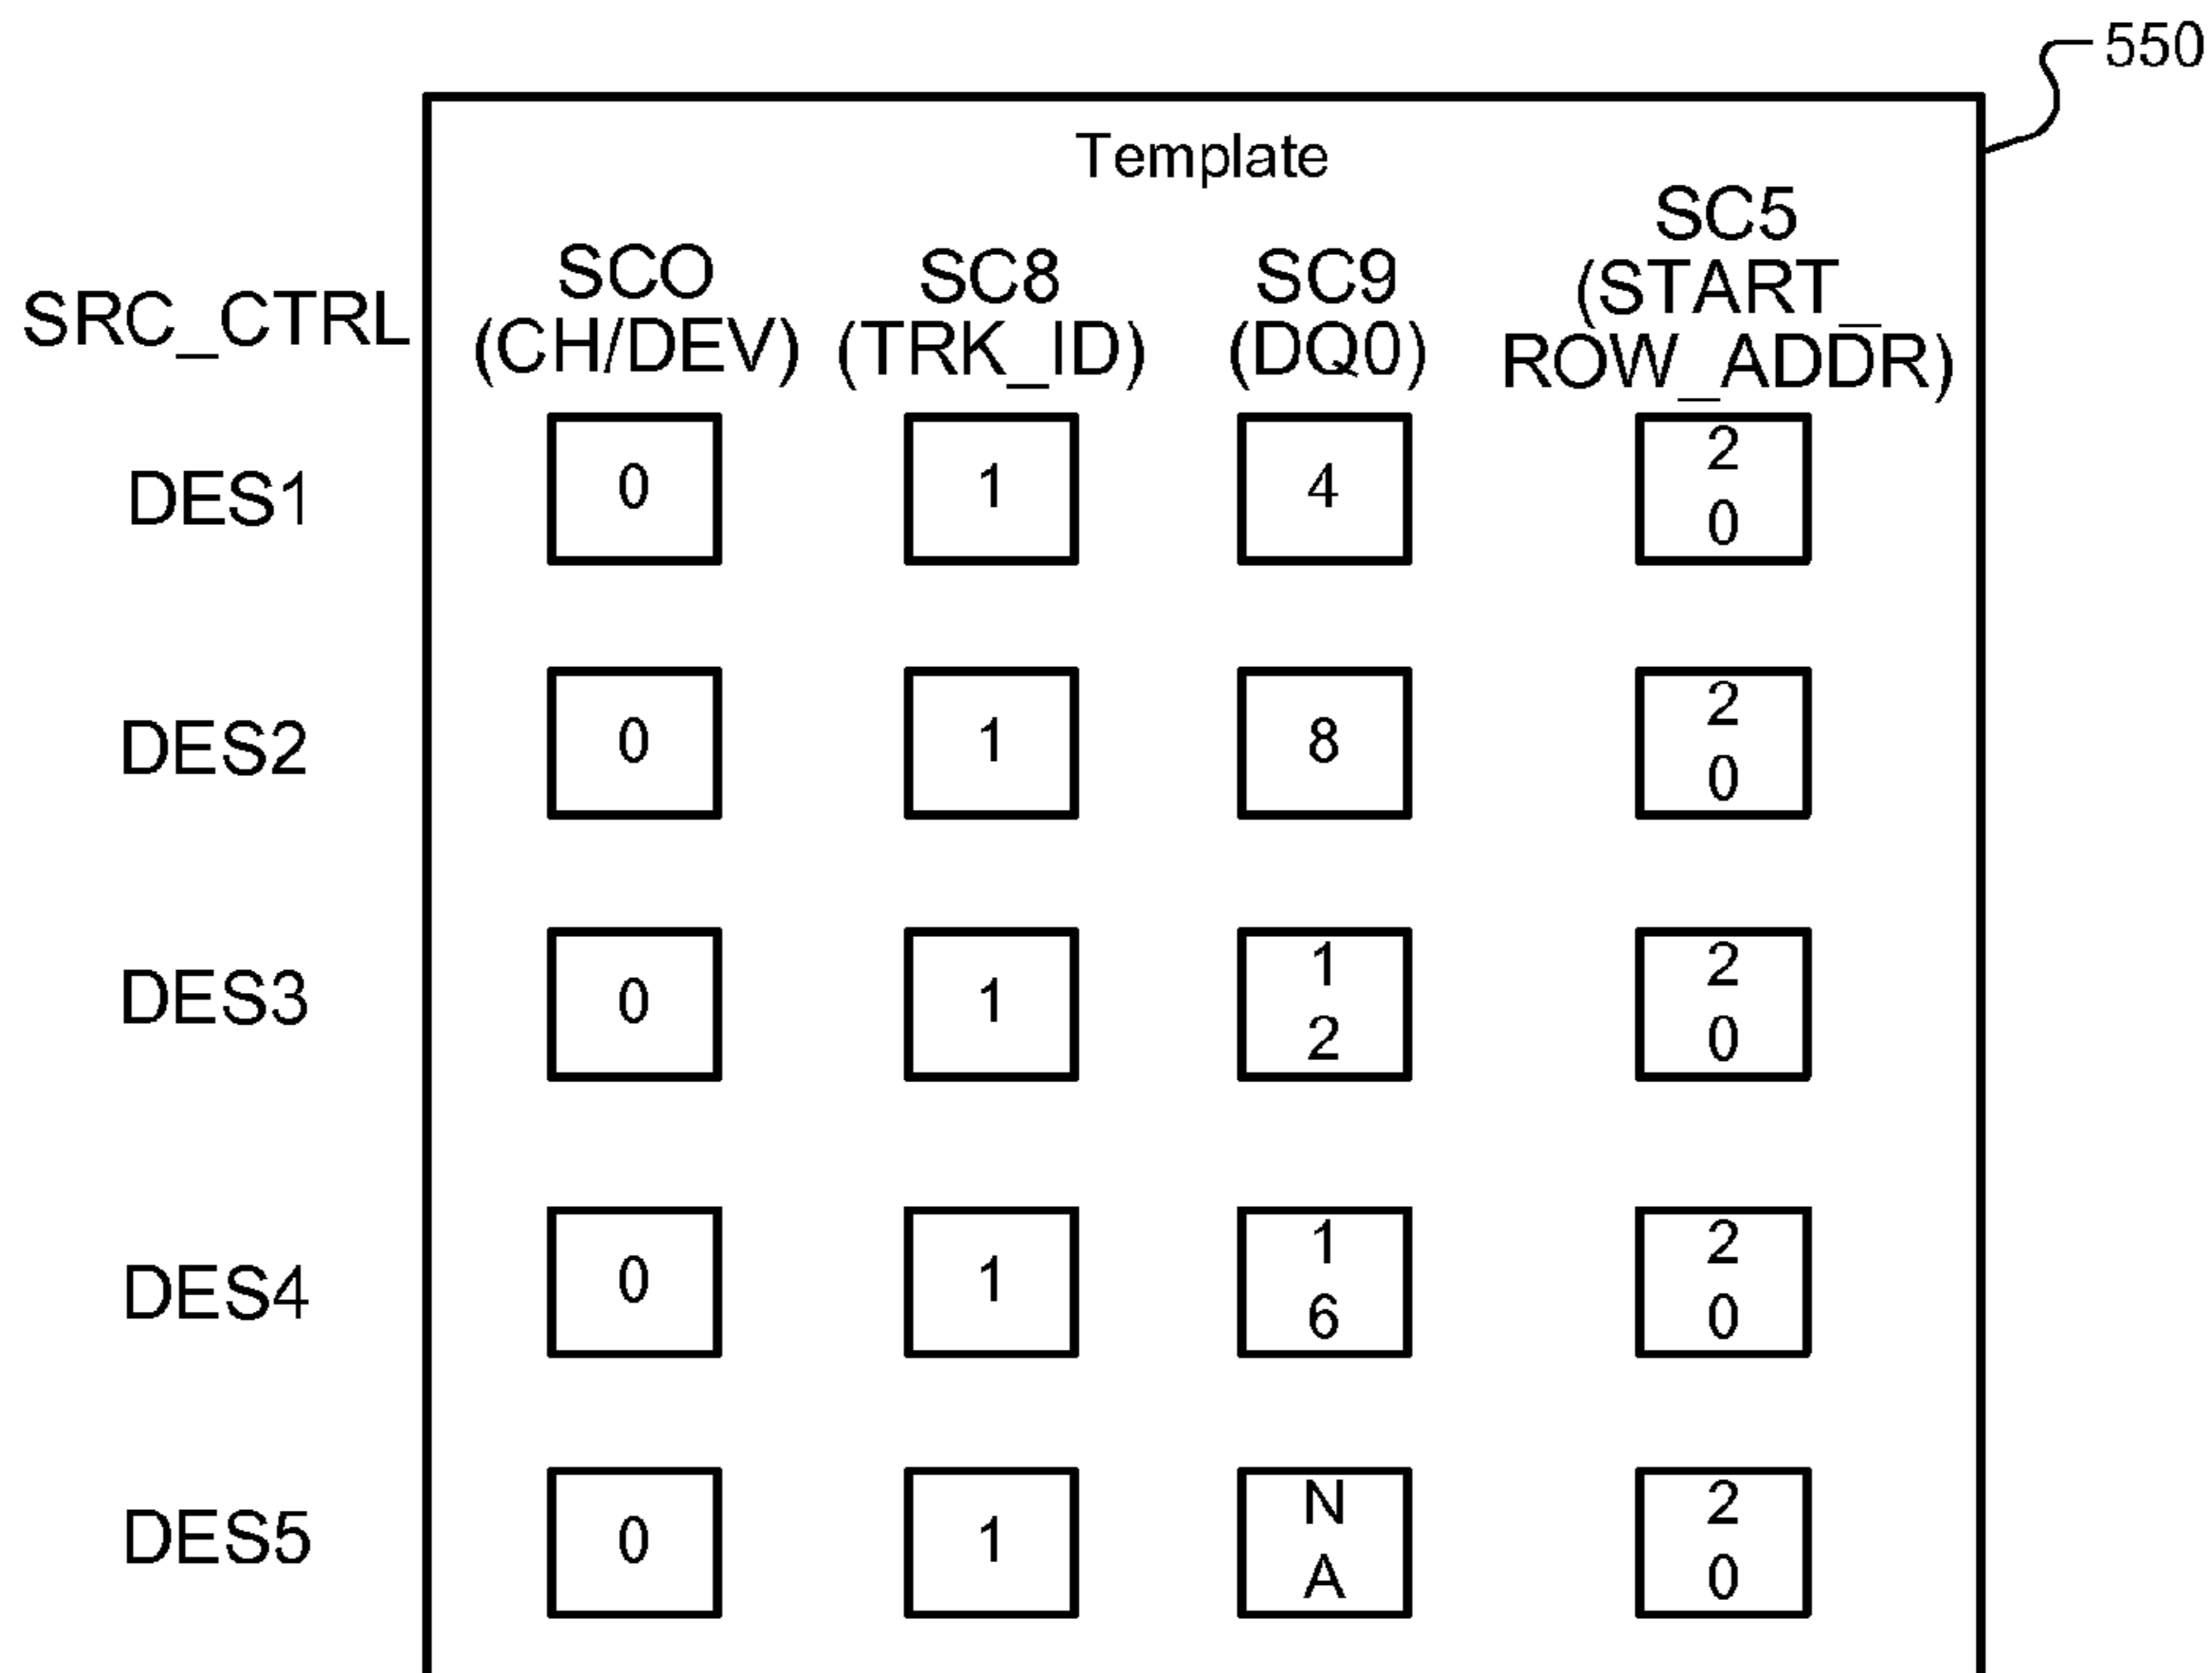 550
Template
SRC_CTRL
SCO
(CH/DEV)
SC8
(TRK_ID)
SC9
(DQ0)
SC5
(START_
ROW_ADDR)
DES1
0
1
4
2
0
DES2
0
1
8
2
0
DES3
0
1
1
2
2
0
DES4
0
1
1
6
2
0
DES5
0
1
N
A
2
0